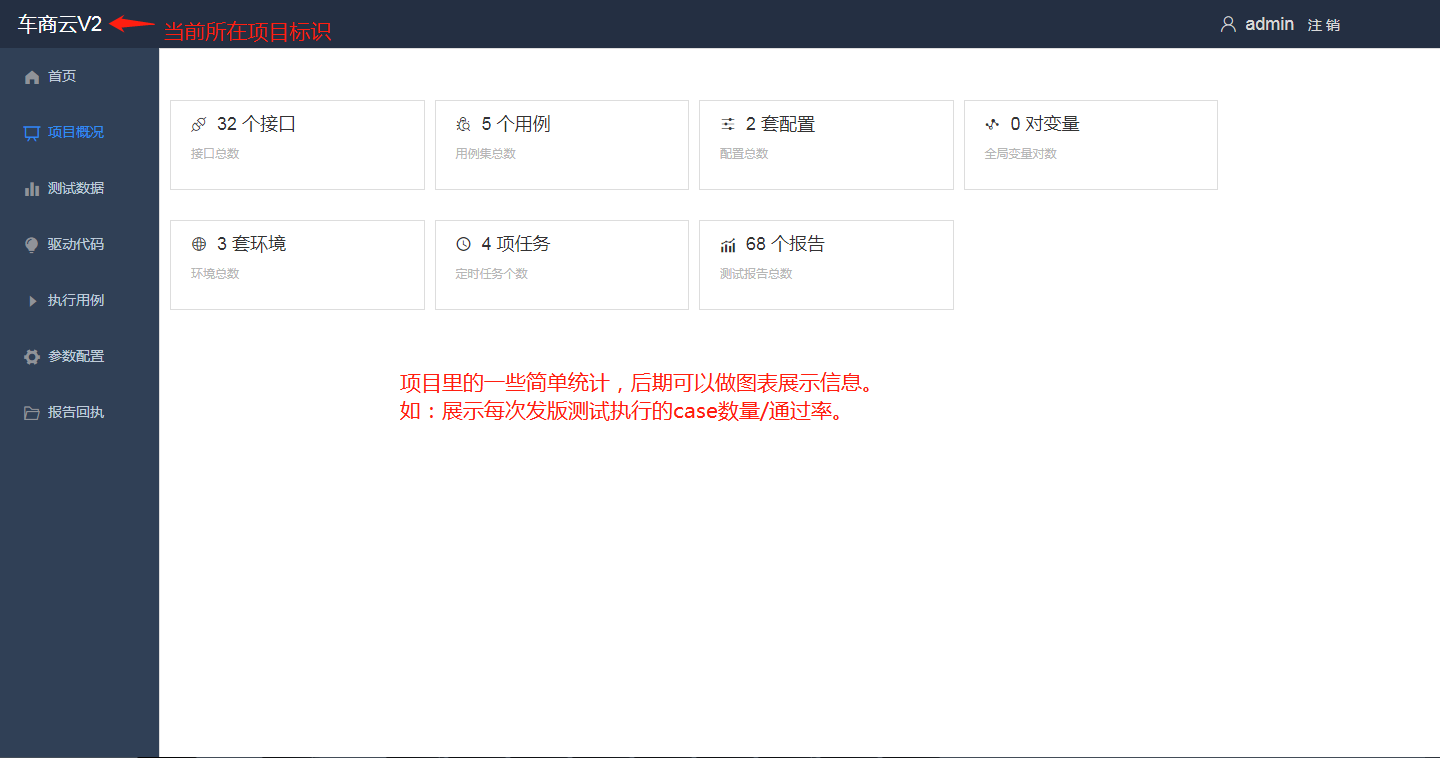 车商云V2
当前所在项目标识
admin 注 销
首页
项目概况
测试数据
驱动代码
执行用例
参数配置
报告回执
32 个接口
接口总数
5 个用例
用例集总数
2 套配置
配置总数
0 对变量
全局变量对数
3 套环境
环境总数
4 项任务
定时任务个数
68 个报告
测试报告总数
项目里的一些简单统计，后期可以做图表展示信息。
如：展示每次发版测试执行的case数量/通过率。